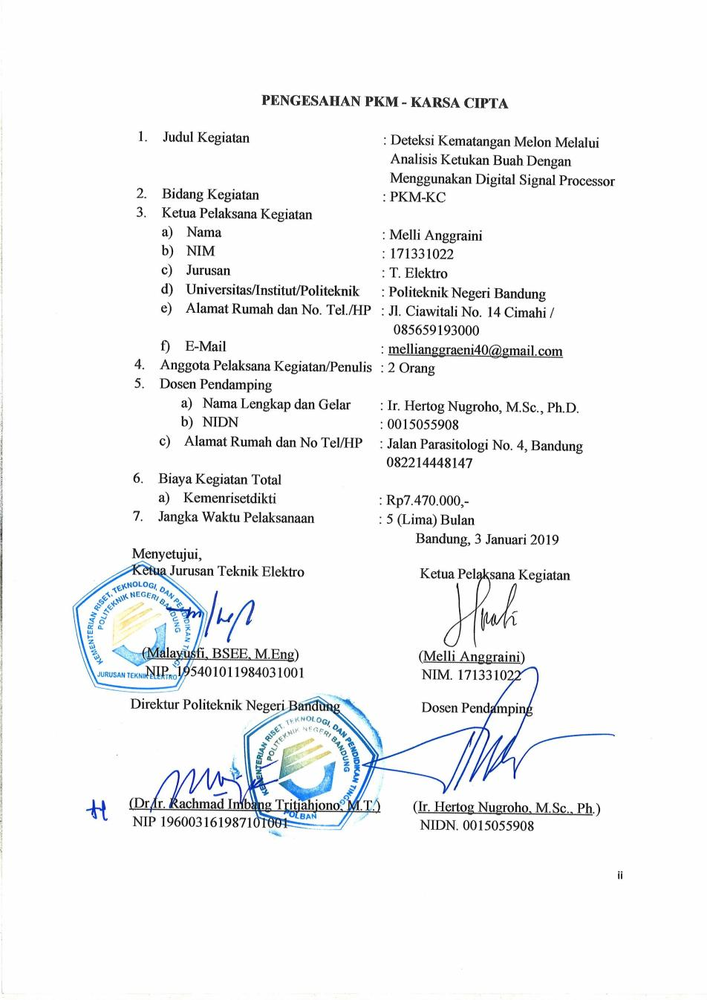 PENGESAHAN PKM - KARSA CIPTA
1. Judul Kegiatan : Deteksi Kematangan Melon Melalui
Analisis Ketukan Buah Dengan
Menggunakan Digital Signal Processor
2. Bidang Kegiatan : PKM-KC
3. Ketua Pelaksana Kegiatan
a) Nama : Melli Anggraini
b) NIM : 171331022
c) Jurusan : T. Elektro
d) Universitas/Institut/Politeknik : Politeknik Negeri Bandung
e) Alamat Rumah dan No. Tel./HP : Jl. Ciawitali No. 14 Cimahi /
085659193000
f) E-Mail : mellianggraeni40@gmail.com
4. Anggota Pelaksana Kegiatan/Penulis : 2 Orang
5. Dosen Pendamping
a) Nama Lengkap dan Gelar : Ir. Hertog Nugroho, M.Sc., Ph.D.
b) NIDN : 0015055908
c) Alamat Rumah dan No Tel/HP : Jalan Parasitologi No. 4, Bandung
082214448147
6. Biaya Kegiatan Total
a) Kemenrisetdikti : Rp7.470.000,-
7. Jangka Waktu Pelaksanaan : 5 (Lima) Bulan
Bandung, 3 Januari 2019
Menyetujui,
Ketua Jurusan Teknik Elektro
Ketua Pelaksana Kegiatan
KEMENTERIAN RISET, TEKNOLOGI, DAN PENDIDIKAN TINGGI
POLITEKNIK NEGERI BANDUNG
JURUSAN TEKNIK ELEKTRO
(Malayusfi, BSEE, M.Eng)
NIP. 195401011984031001
(Melli Anggraini)
NIM. 171331022
Direktur Politeknik Negeri Bandung
Dosen Pendamping
KEMENTERIAN RISET, TEKNOLOGI, DAN PENDIDIKAN TINGGI
POLITEKNIK NEGERI BANDUNG
POLBAN
(Dr.Ir. Rachmad Imbang Tritjahjono, M.T.)
NIP 196003161987101001
(Ir. Hertog Nugroho, M.Sc., Ph.)
NIDN. 0015055908
ii